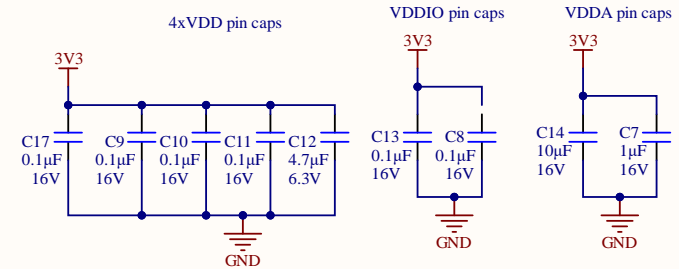 4xVDD pin caps
VDDIO pin caps
VDDA pin caps
3V3
3V3
3V3
C17
0.1µF
16V
C9
0.1µF
16V
C10
0.1µF
16V
C11
0.1µF
16V
C12
4.7µF
6.3V
C13
0.1µF
16V
C8
0.1µF
16V
C14
10µF
16V
C7
1µF
16V
GND
GND
GND